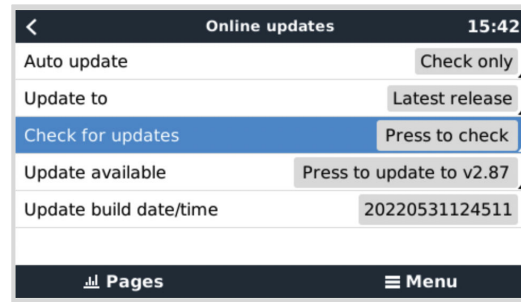 Online updates 15:42
Auto update Check only
Update to Latest release
Check for updates Press to check
Update available Press to update to v2.87
Update build date/time 20220531124511
Pages Menu